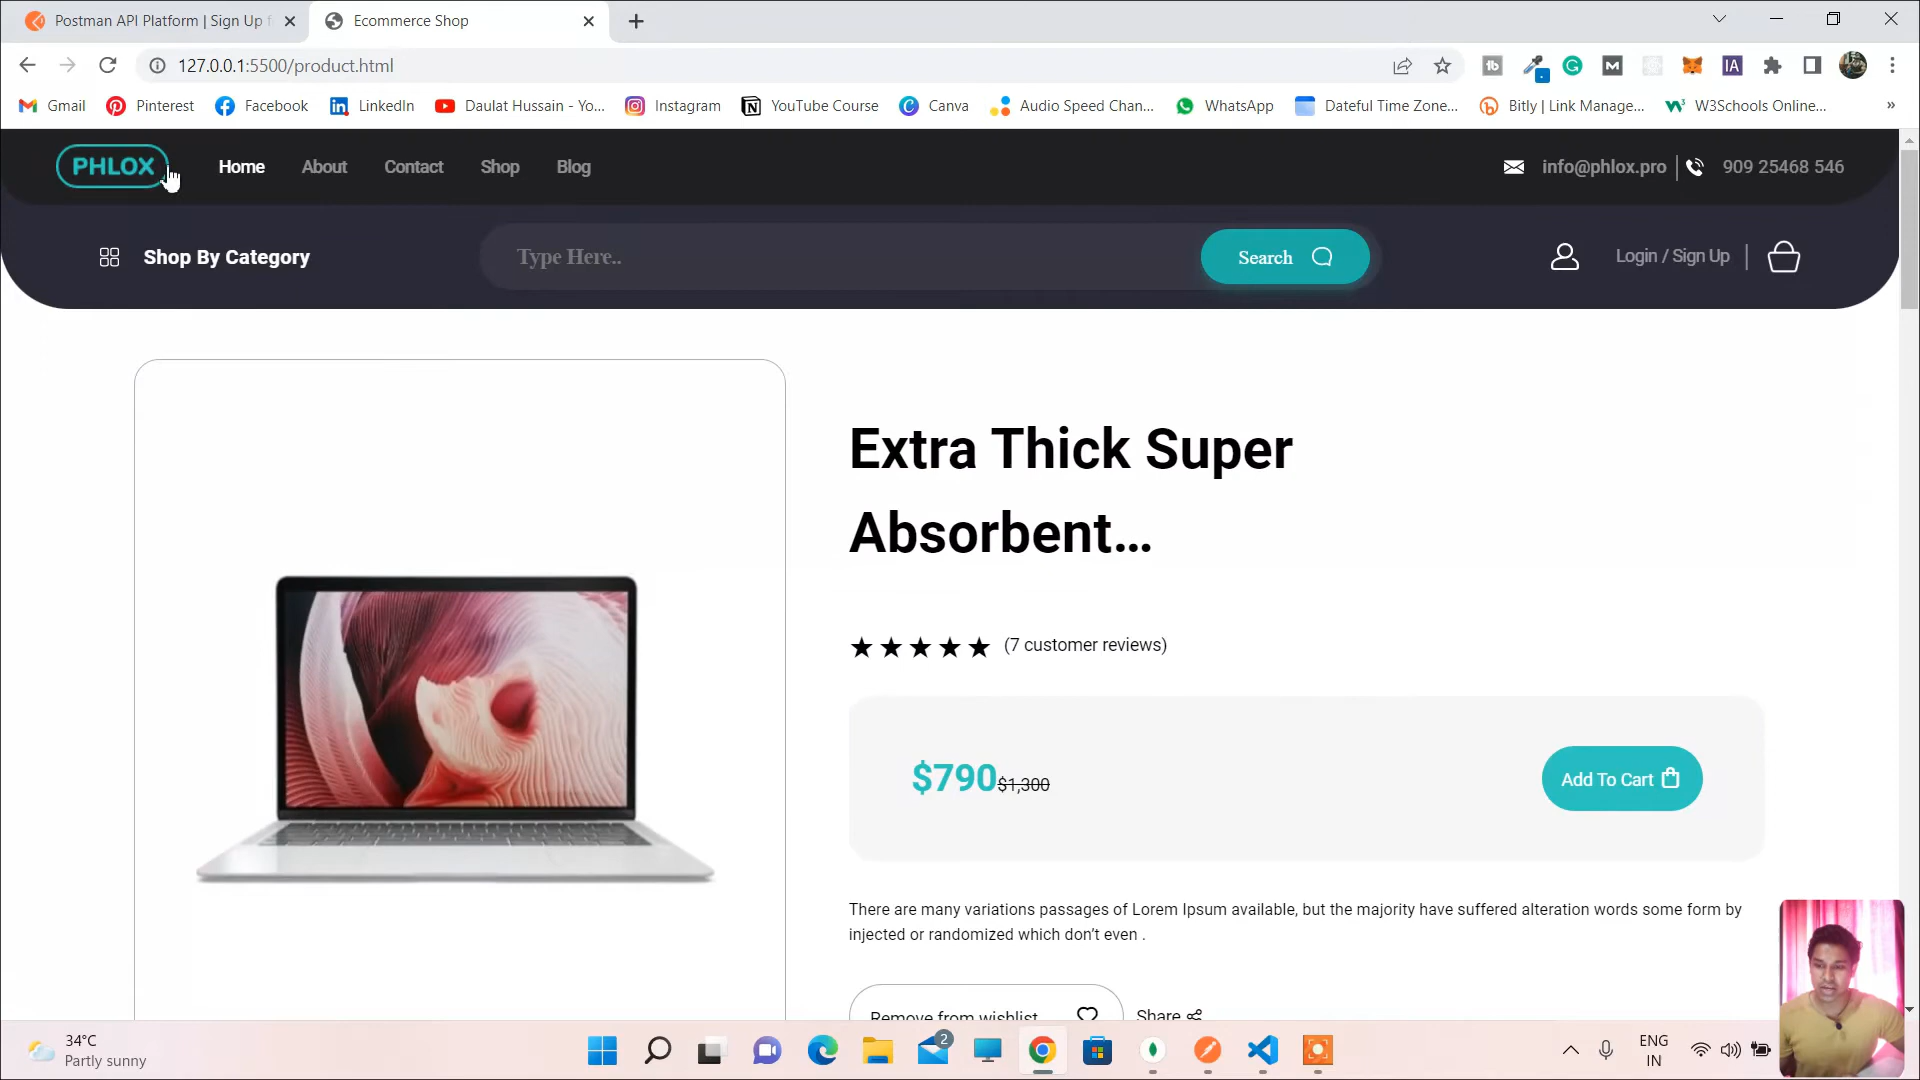 Postman API Platform | Sign Up f
Ecommerce Shop
127.0.0.1:5500/product.html
Gmail
Pinterest
Facebook
LinkedIn
Daulat Hussain - Yo...
Instagram
YouTube Course
Canva
Audio Speed Chan...
WhatsApp
Dateful Time Zone...
Bitly | Link Manage...
W3Schools Online...
»
PHLOX
Home
About
Contact
Shop
Blog
info@phlox.pro
909 25468 546
Shop By Category
Type Here..
Search
Login / Sign Up
Extra Thick Super
Absorbent...
(7 customer reviews)
$790 $1,300
Add To Cart
There are many variations passages of Lorem Ipsum available, but the majority have suffered alteration words some form by
injected or randomized which don't even .
Remove from wishlist
Share
34°C
Partly sunny
2
ENG
IN